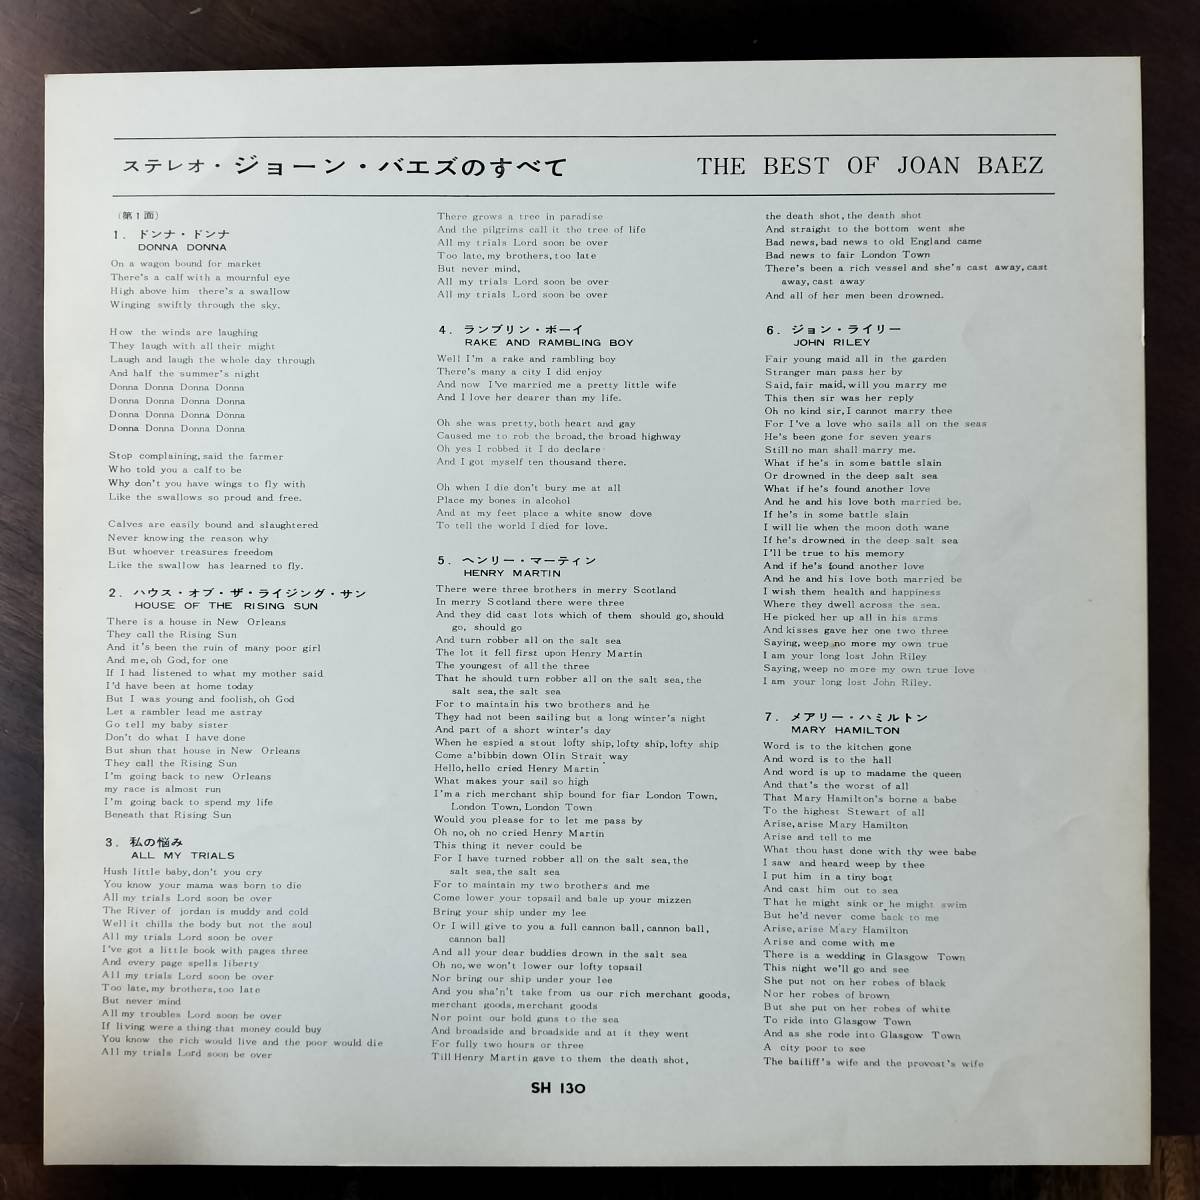 ステレオ・ジョーン・バエズのすべて THE BEST OF JOAN BAEZ
(第1面)
1. ドンナ・ドンナ
DONNA DONNA
On a wagon bound for market
There's a calf with a mournful eye
High above him there's a swallow
Winging swiftly through the sky.
How the winds are laughing
They laugh with all their might
Laugh and laugh the whole day through
And half the summer's night
Donna Donna Donna Donna
Donna Donna Donna Donna
Donna Donna Donna Donna
Donna Donna Donna Donna
Stop complaining, said the farmer
Who told you a calf to be
Why don't you have wings to fly with
Like the swallows so proud and free.
Calves are easily bound and slaughtered
Never knowing the reason why
But whoever treasures freedom
Like the swallow has learned to fly.
2. ハウス・オブ・ザ・ライジング・サン
HOUSE OF THE RISING SUN
There is a house in New Orleans
They call the Rising Sun
And it's been the ruin of many poor girl
And me, oh God, for one
If I had listened to what my mother said
I'd have been at home today
But I was young and foolish, oh God
Let a rambler lead me astray
Go tell my baby sister
Don't do what I have done
But shun that house in New Orleans
They call the Rising Sun
I'm going back to new Orleans
my race is almost run
I'm going back to spend my life
Beneath that Rising Sun
3. 私の悩み
ALL MY TRIALS
Hush little baby, don't you cry
You know your mama was born to die
All my trials Lord soon be over
The River of jordan is muddy and cold
Well it chills the body but not the soul
All my trials Lord soon be over
I've got a little book with pages three
And every page spells liberty
All my trials Lord soon be over
Too late, my brothers, too late
But never mind
All my troubles Lord soon be over
If living were a thing that money could buy
You know the rich would live and the poor would die
All my trials Lord soon be over
There grows a tree in paradise
And the pilgrims call it the tree of life
All my trials Lord soon be over
Too late, my brothers, too late
But never mind,
All my trials Lord soon be over
All my trials Lord soon be over
4. ランブリン・ボーイ
RAKE AND RAMBLING BOY
Well I'm a rake and rambling boy
There's many a city I did enjoy
And now I've married me a pretty little wife
And I love her dearer than my life.
Oh she was pretty, both heart and gay
Caused me to rob the broad, the broad highway
Oh yes I robbed it I do declare
And I got myself ten thousand there.
Oh when I die don't bury me at all
Place my bones in alcohol
And at my feet place a white snow dove
To tell the world I died for love.
5. ヘンリー・マーティン
HENRY MARTIN
There were three brothers in merry Scotland
In merry Scotland there were three
And they did cast lots which of them should go, should
go, should go
And turn robber all on the salt sea
The lot it fell first upon Henry Martin
The youngest of all the three
That he should turn robber all on the salt sea, the
salt sea, the salt sea
For to maintain his two brothers and he
They had not been sailing but a long winter's night
And part of a short winter's day
When he espied a stout lofty ship, lofty ship, lofty ship
Come a'bibbin down Olin Strait way
Hello, hello cried Henry Martin
What makes your sail so high
I'm a rich merchant ship bound for fiar London Town,
London Town, London Town
Would you please for to let me pass by
Oh no, oh no cried Henry Martin
This thing it never could be
For I have turned robber all on the salt sea, the
salt sea, the salt sea
For to maintain my two brothers and me
Come lower your topsail and bale up your mizzen
Bring your ship under my lee
Or I will give to you a full cannon ball, cannon ball,
cannon ball
And all your dear buddies drown in the salt sea
Oh no, we won't lower our lofty topsail
Nor bring our ship under your lee
And you sha'n't take from us our rich merchant goods,
merchant goods, merchant goods
Nor point our bold guns to the sea
And broadside and broadside and at it they went
For fully two hours or three
Till Henry Martin gave to them the death shot,
the death shot, the death shot
And straight to the bottom went she
Bad news, bad news to old England came
Bad news to fair London Town
There's been a rich vessel and she's cast away, cast
away, cast away
And all of her men been drowned.
6. ジョン・ライリー
JOHN RILEY
Fair young maid all in the garden
Stranger man pass her by
Said, fair maid, will you marry me
This then sir was her reply
Oh no kind sir, I cannot marry thee
For I've a love who sails all on the seas
He's been gone for seven years
Still no man shall marry me.
What if he's in some battle slain
Or drowned in the deep salt sea
What if he's found another love
And he and his love both married be.
If he's in some battle slain
I will lie when the moon doth wane
If he's drowned in the deep salt sea
I'll be true to his memory
And if he's found another love
And he and his love both married be
I wish them health and happiness
Where they dwell across the sea.
He picked her up all in his arms
And kisses gave her one two three
Saying, weep no more my own true
I am your long lost John Riley
Saying, weep no more my own true love
I am your long lost John Riley.
7. メアリー・ハミルトン
MARY HAMILTON
Word is to the kitchen gone
And word is to the hall
And word is up to madame the queen
And that's the worst of all
That Mary Hamilton's borne a babe
To the highest Stewart of all
Arise, arise Mary Hamilton
Arise and tell to me
What thou hast done with thy wee babe
I saw and heard weep by thee
I put him in a tiny boat
And cast him out to sea
That he might sink or he might swim
But he'd never come back to me
Arise, arise Mary Hamilton
Arise and come with me
There is a wedding in Glasgow Town
This night we'll go and see
She put not on her robes of black
Nor her robes of brown
But she put on her robes of white
To ride into Glasgow Town
And as she rode into Glasgow Town
A city poor to see
The bailiff's wife and the provost's wife
SH 130